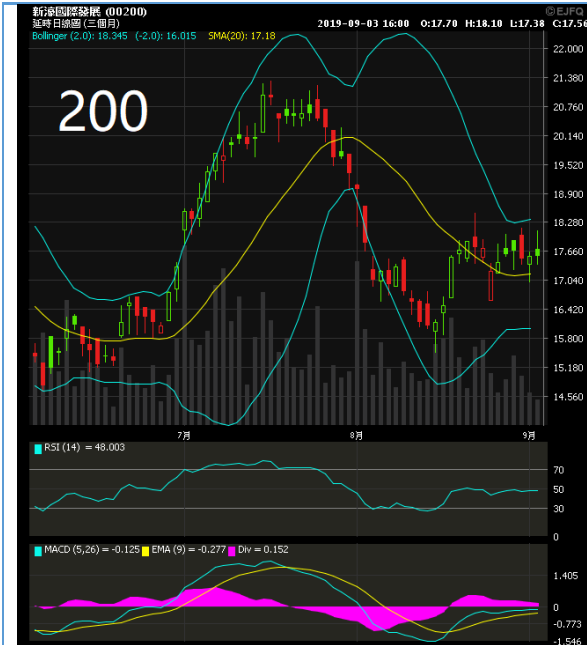 新濠國際發展 (00200)
©EJFQ
延時日線圖 (三個月)
2019-09-03 16:00 O:17.70 H:18.10 L:17.38 C:17.56
Bollinger (2.0): 18.345 (-2.0): 16.015 SMA(20): 17.18
22.000
21.380
200
20.760
20.140
19.520
18.900
18.280
17.660
17.040
16.420
15.800
15.180
14.560
7月 8月 9月
RSI (14) = 48.003
70
50
30
0
MACD (5,26) = -0.125 EMA (9) = -0.277 Div = 0.152
1.405
0
-0.773
-1.546